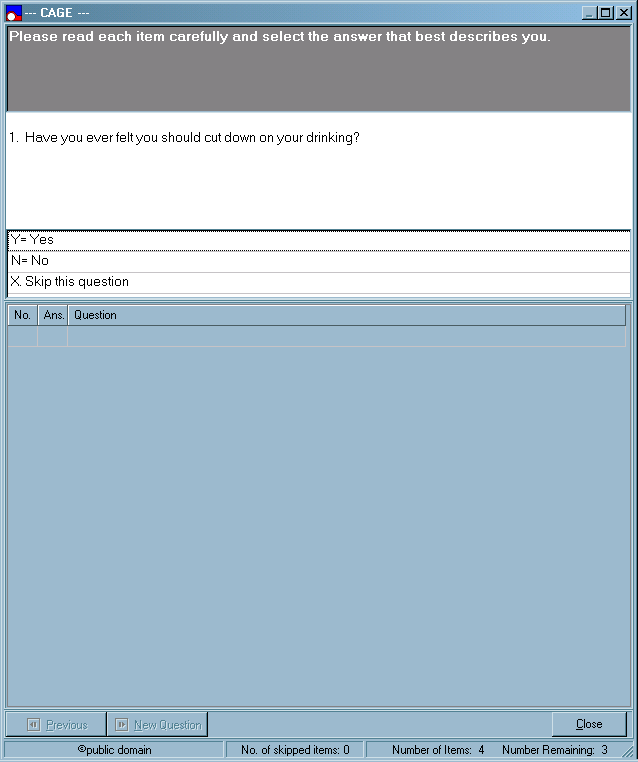 --- CAGE ---
Please read each item carefully and select the answer that best describes you.
1. Have you ever felt you should cut down on your drinking?
Y= Yes
N= No
X. Skip this question
No. Ans. Question
Previous New Question Close
©public domain No. of skipped items: 0 Number of Items: 4 Number Remaining: 3